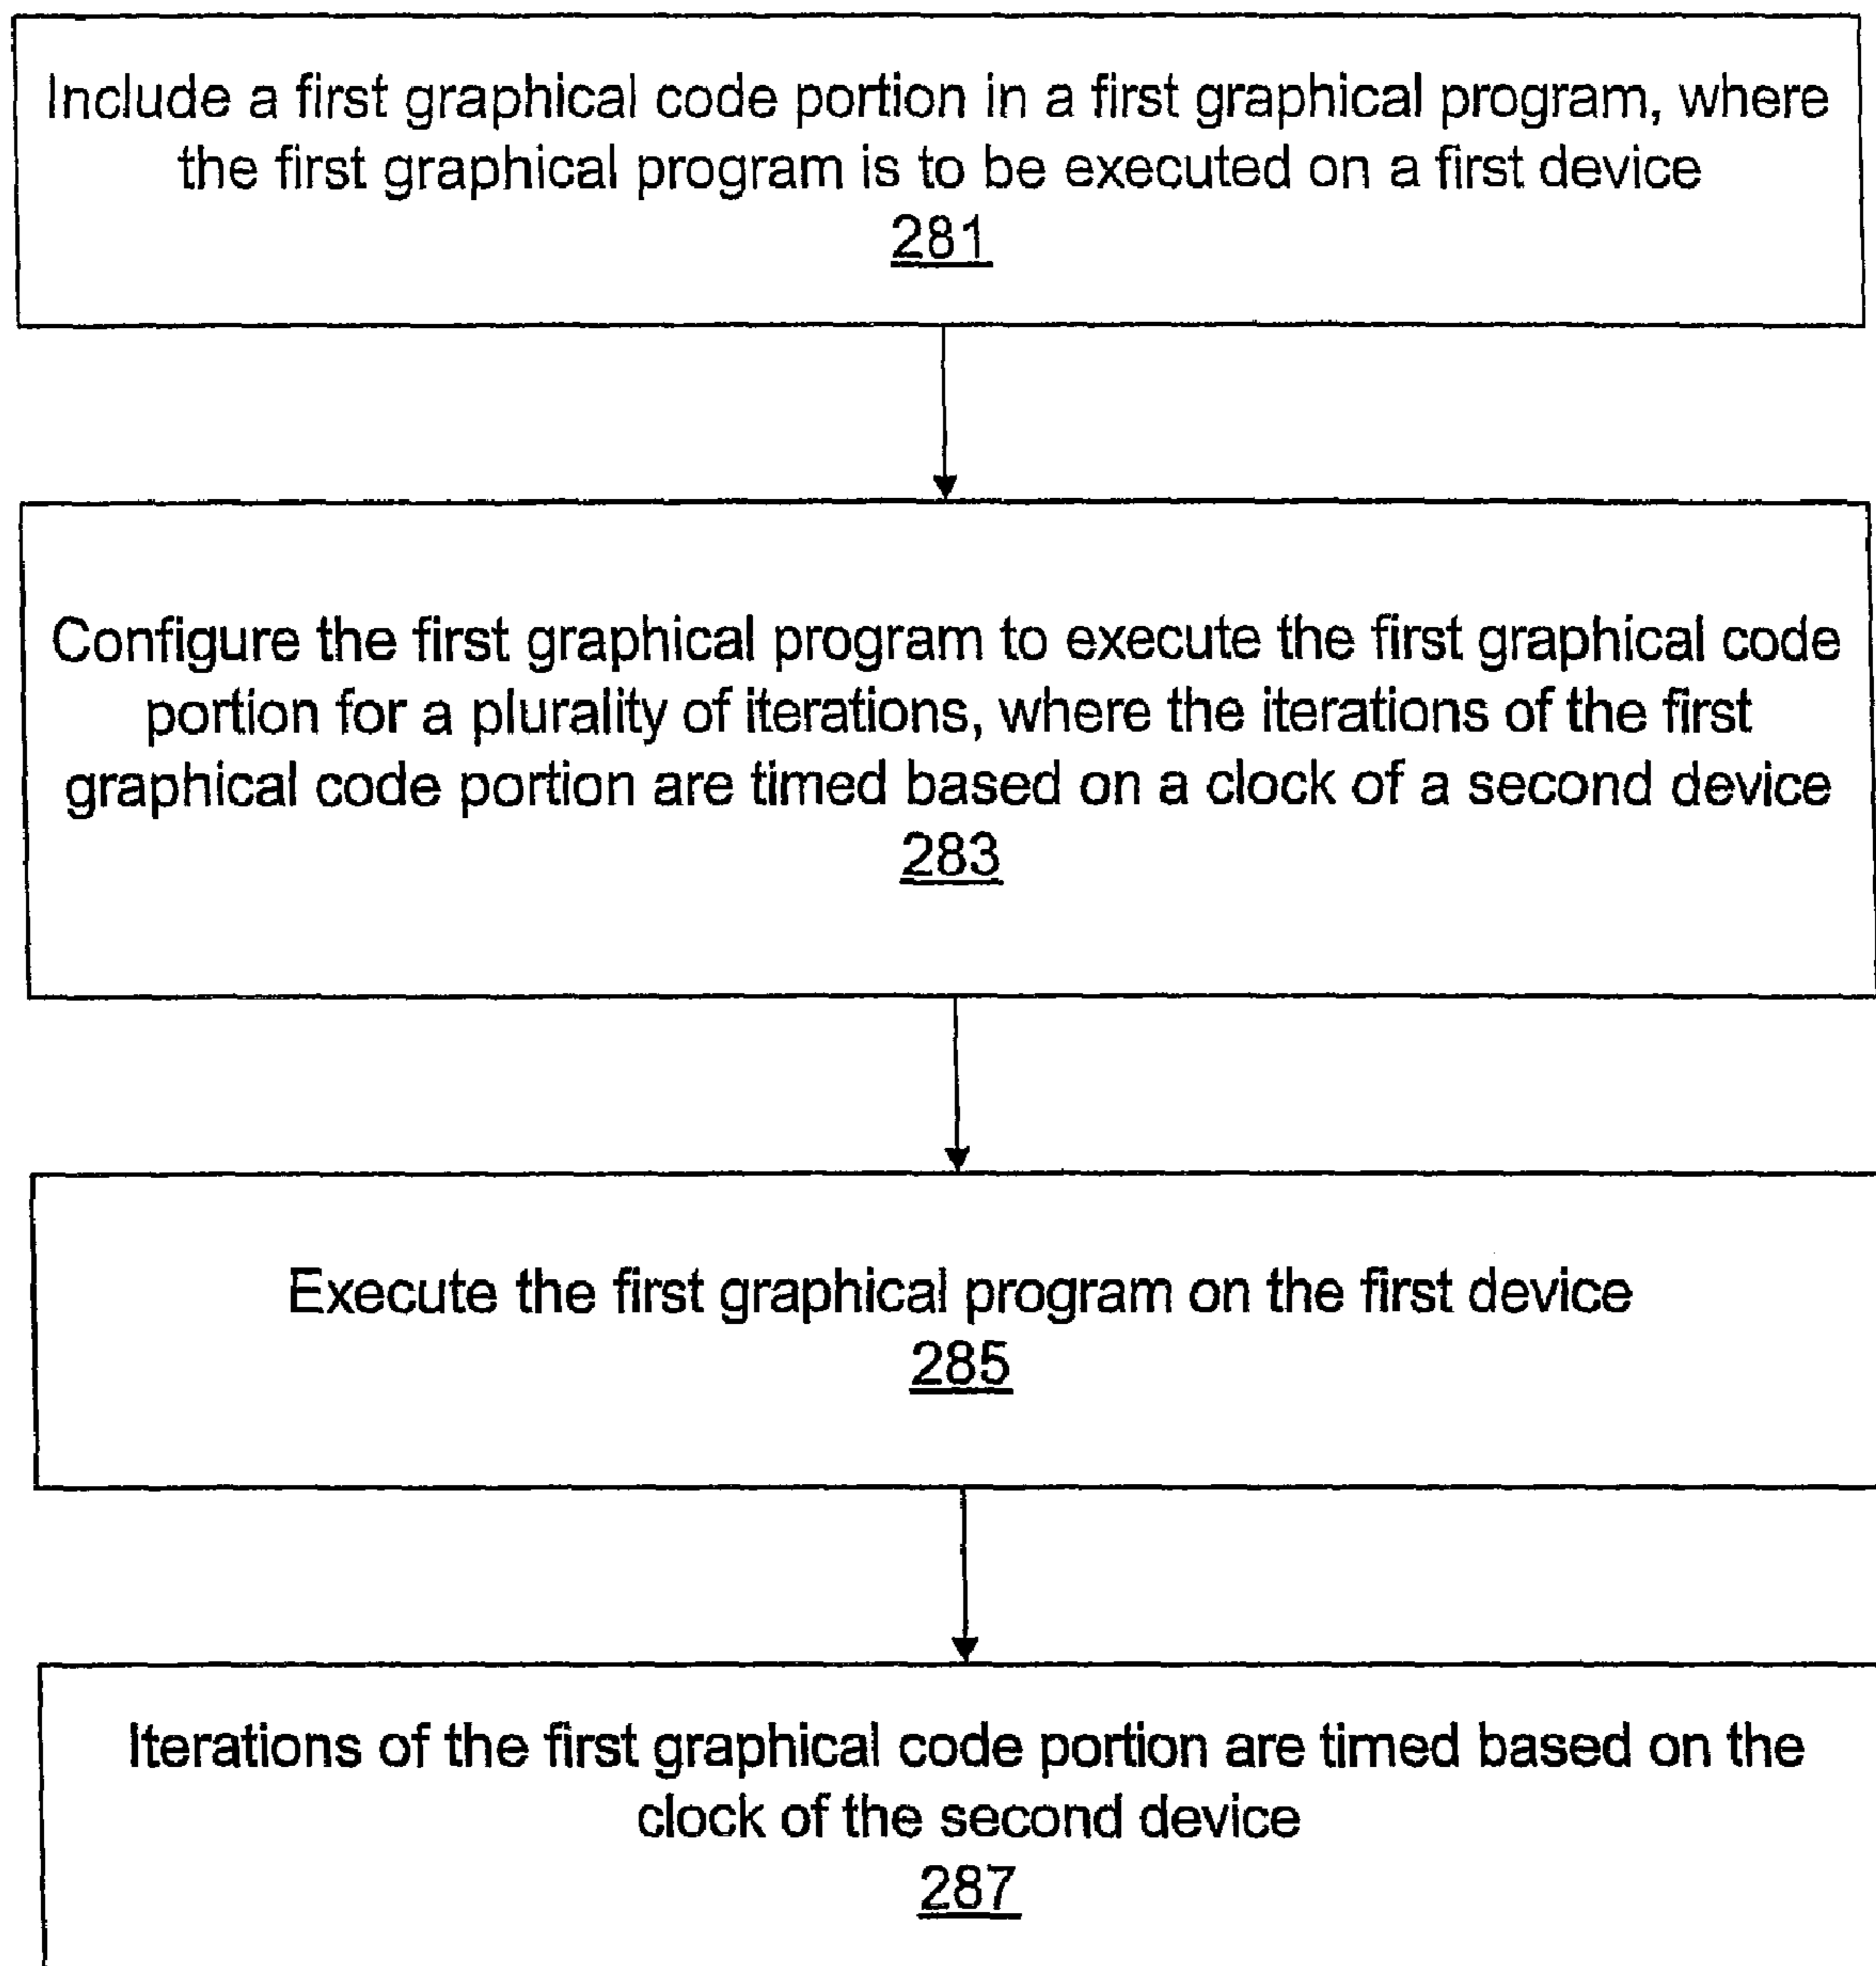 Include a first graphical code portion in a first graphical program, where
the first graphical program is to be executed on a first device
281
Configure the first graphical program to execute the first graphical code
portion for a plurality of iterations, where the iterations of the first
graphical code portion are timed based on a clock of a second device
283
Execute the first graphical program on the first device
285
Iterations of the first graphical code portion are timed based on the
clock of the second device
287